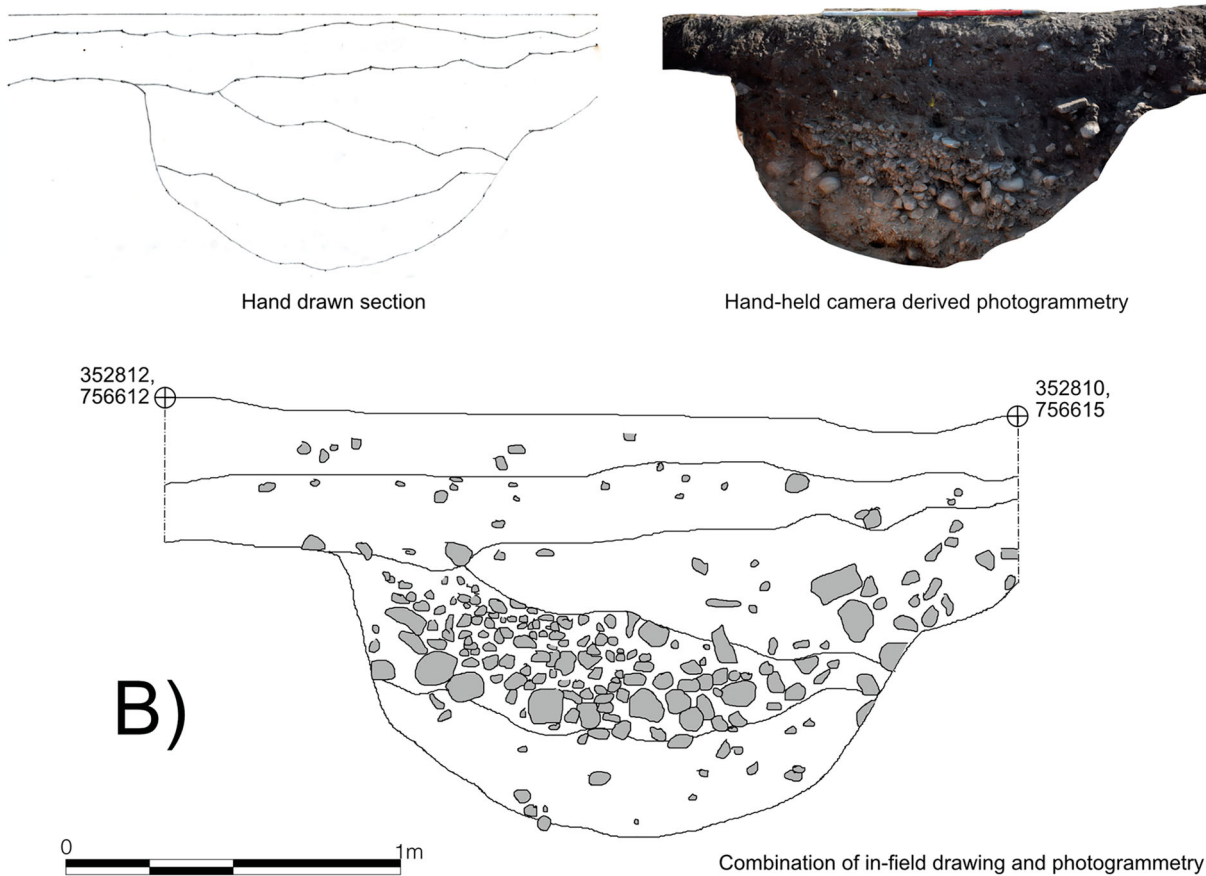 Hand drawn section
Hand-held camera derived photogrammetry
352812,
756612
352810,
756615
B)
0
1m
Combination of in-field drawing and photogrammetry